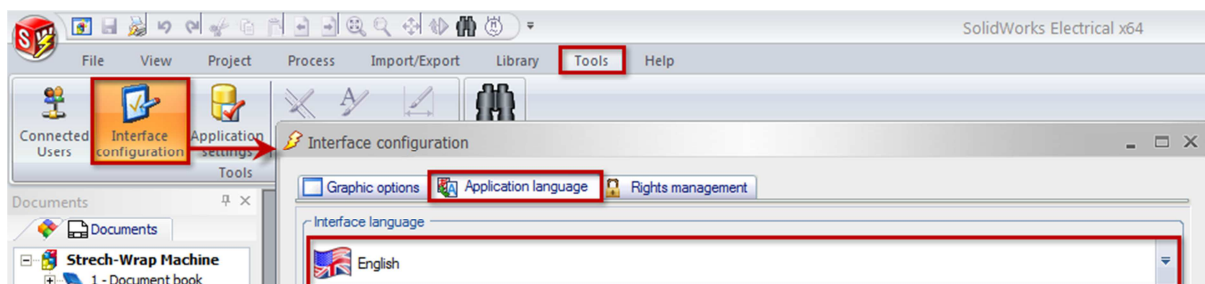 SolidWorks Electrical x64
File View Project Process Import/Export Library Tools Help
Connected Users
Interface configuration
Application settings
Tools
Interface configuration
Graphic options Application language Rights management
Documents
Documents
Interface language
English
Strech-Wrap Machine
1 - Document book